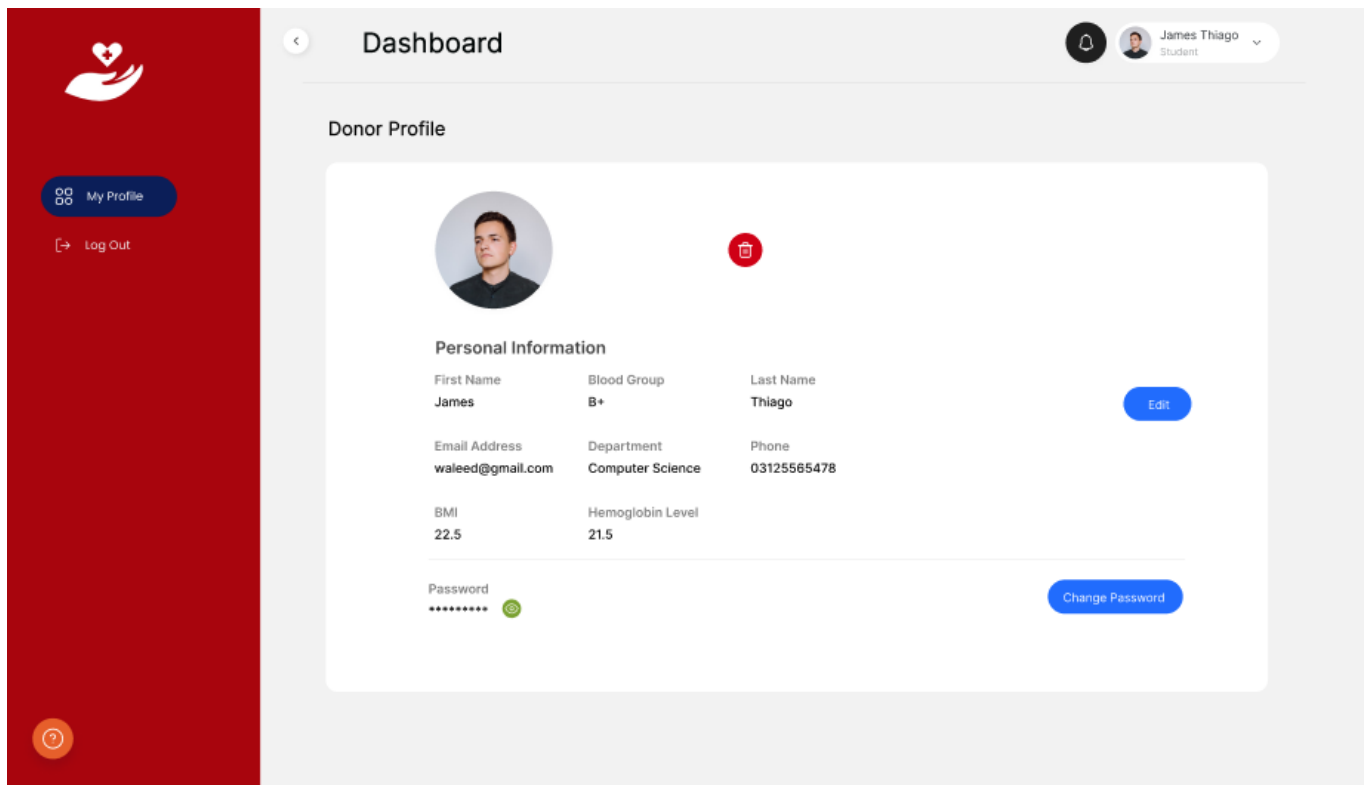 Dashboard
James Thiago
Student
Donor Profile
My Profile
Log Out
Personal Information
First Name Blood Group Last Name
James B+ Thiago
Edit
Email Address Department Phone
waleed@gmail.com Computer Science 03125565478
BMI Hemoglobin Level
22.5 21.5
Password
*********
Change Password
?